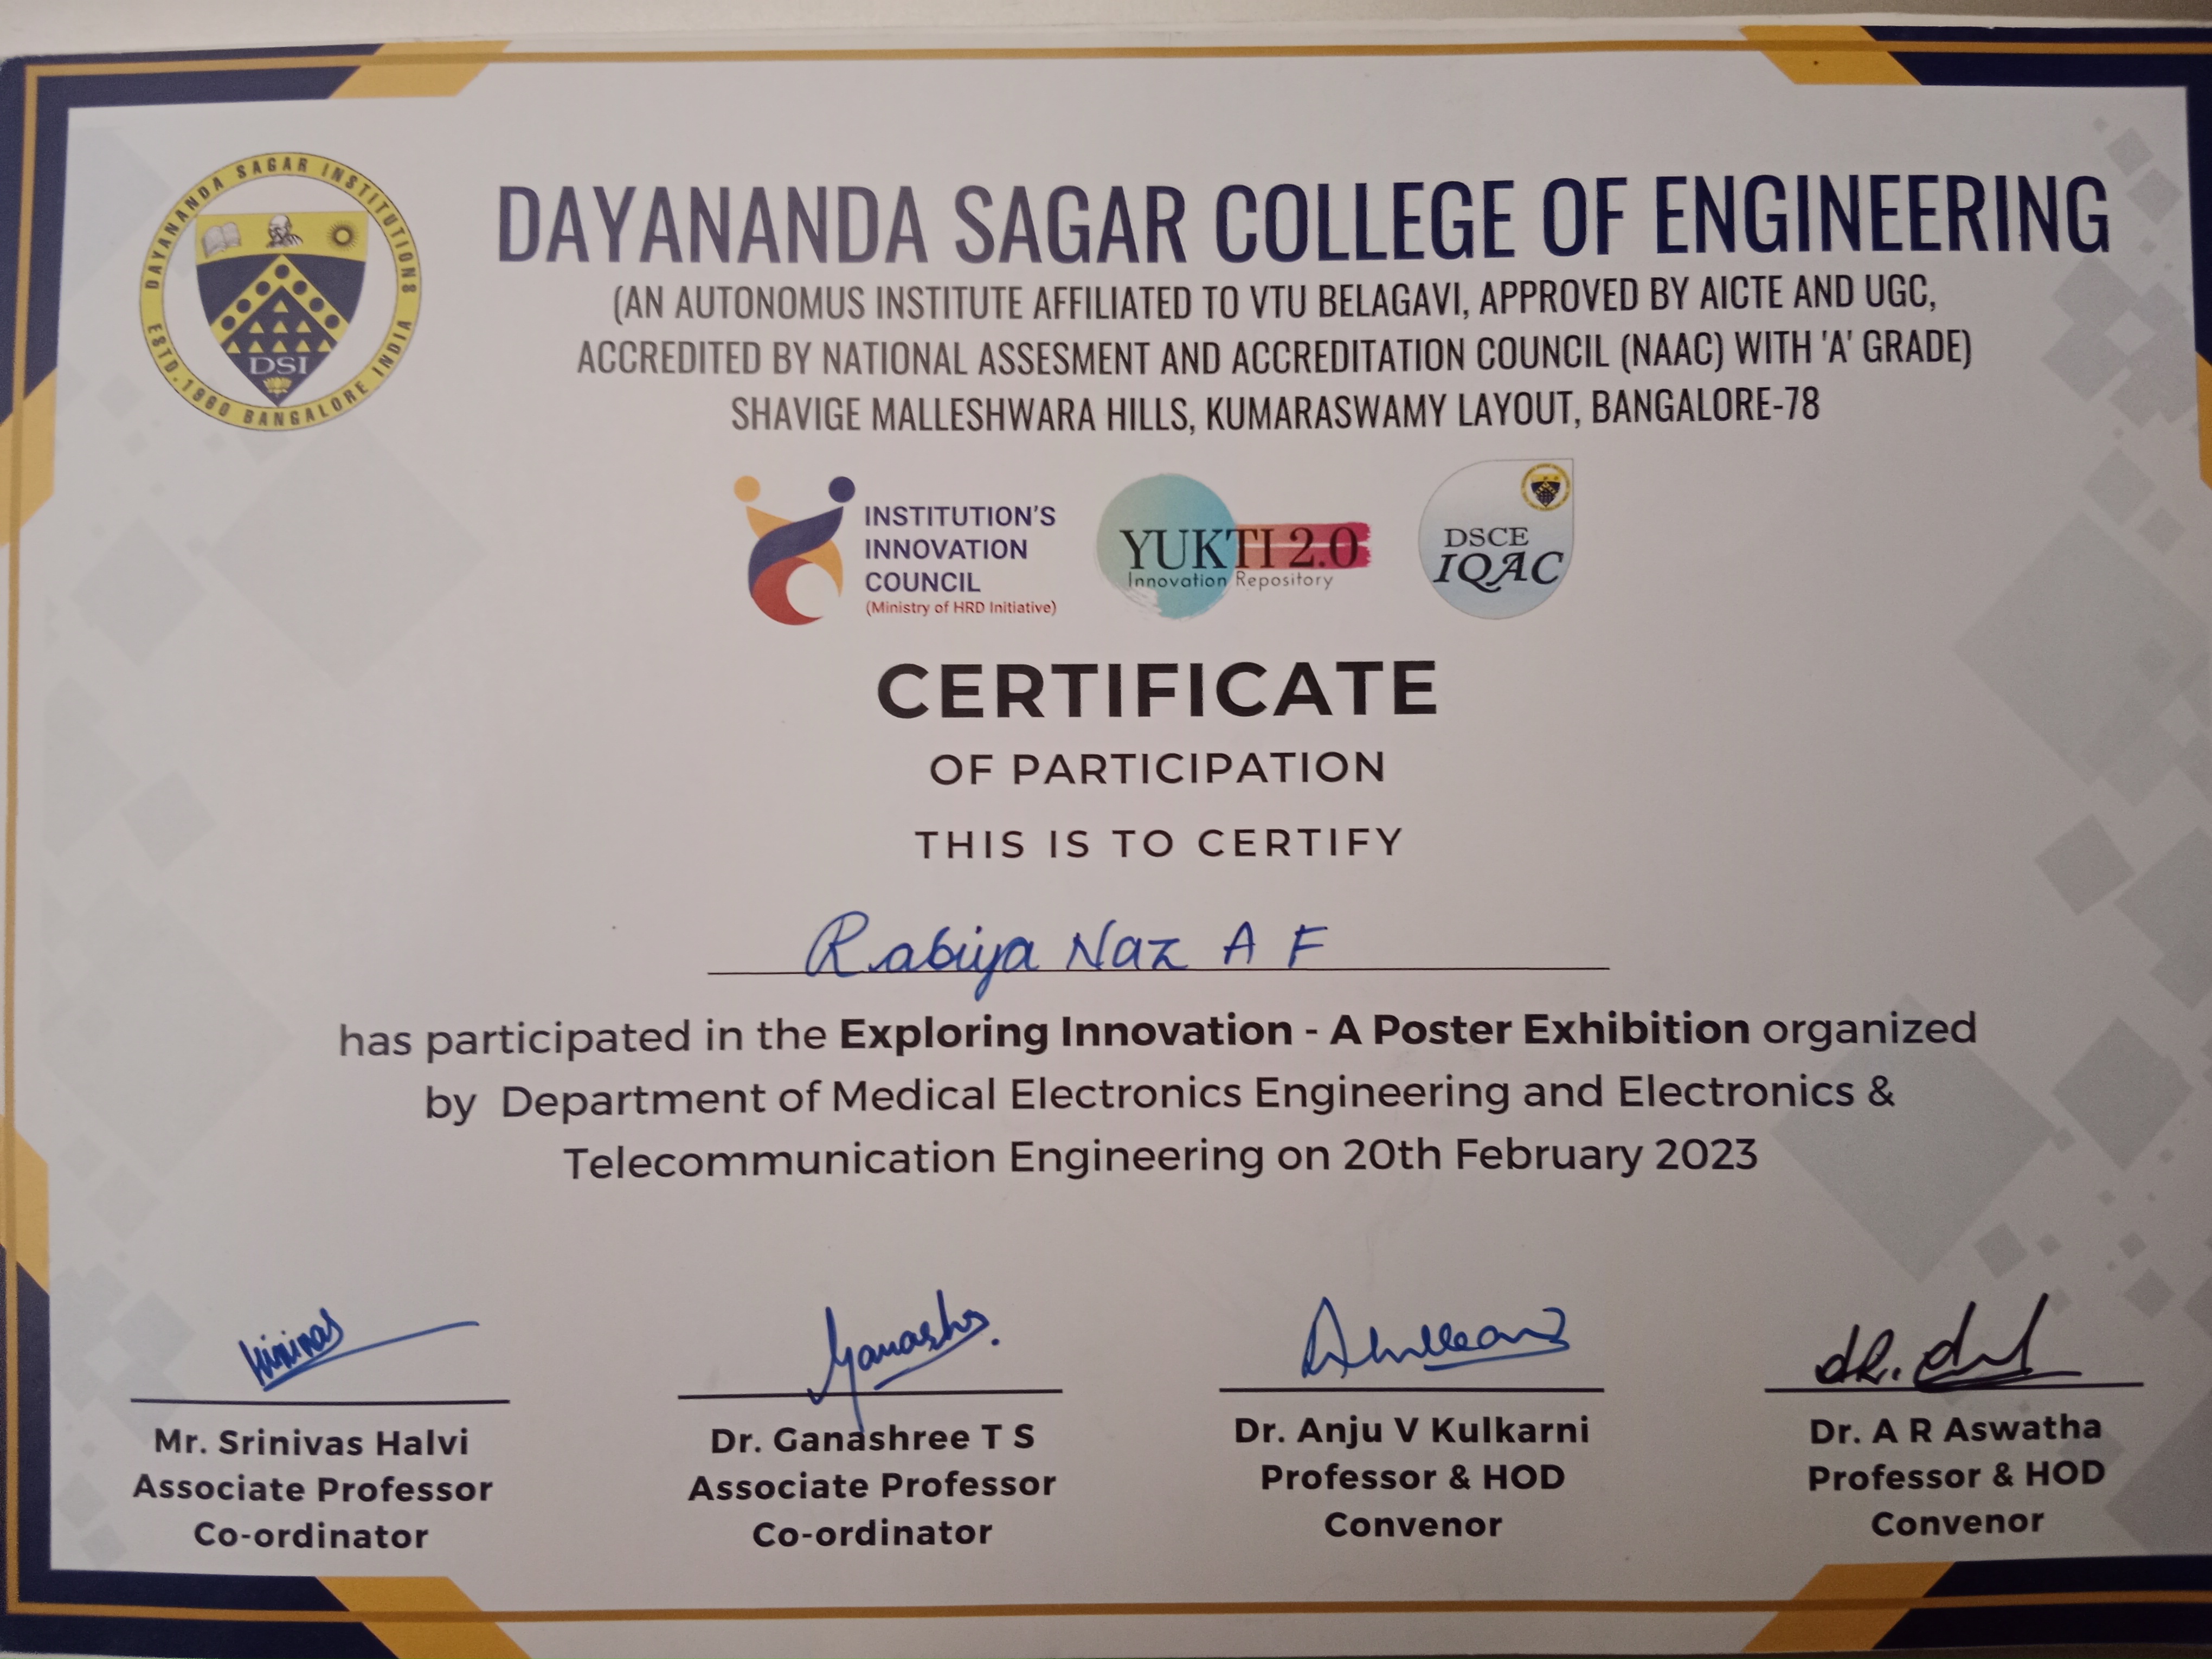 DAYANANDA SAGAR INSTITUTIONS
ESTD.1960 BANGALORE INDIA
DSI
DAYANANDA SAGAR COLLEGE OF ENGINEERING
(AN AUTONOMUS INSTITUTE AFFILIATED TO VTU BELAGAVI, APPROVED BY AICTE AND UGC,
ACCREDITED BY NATIONAL ASSESMENT AND ACCREDITATION COUNCIL (NAAC) WITH 'A' GRADE)
SHAVIGE MALLESHWARA HILLS, KUMARASWAMY LAYOUT, BANGALORE-78
INSTITUTION'S
INNOVATION
COUNCIL
(Ministry of HRD Initiative)
YUKTI 2.0
Innovation Repository
DSCE
IQAC
CERTIFICATE
OF PARTICIPATION
THIS IS TO CERTIFY
Rabiya Naz A F
has participated in the Exploring Innovation - A Poster Exhibition organized
by Department of Medical Electronics Engineering and Electronics &
Telecommunication Engineering on 20th February 2023
Mr. Srinivas Halvi
Associate Professor
Co-ordinator
Dr. Ganashree T S
Associate Professor
Co-ordinator
Dr. Anju V Kulkarni
Professor & HOD
Convenor
Dr. A R Aswatha
Professor & HOD
Convenor